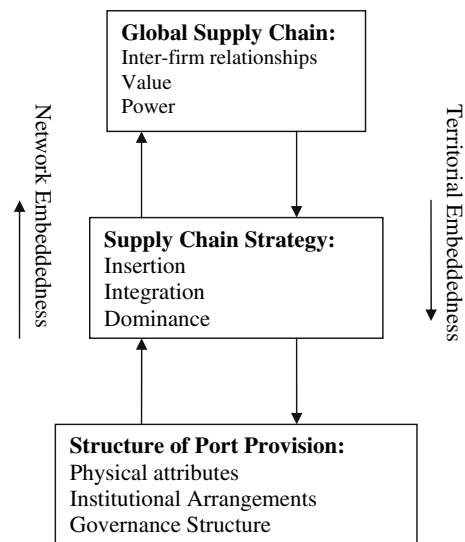 Global Supply Chain:
Inter-firm relationships
Value
Power
Network Embeddedness
Territorial Embeddedness
Supply Chain Strategy:
Insertion
Integration
Dominance
Structure of Port Provision:
Physical attributes
Institutional Arrangements
Governance Structure